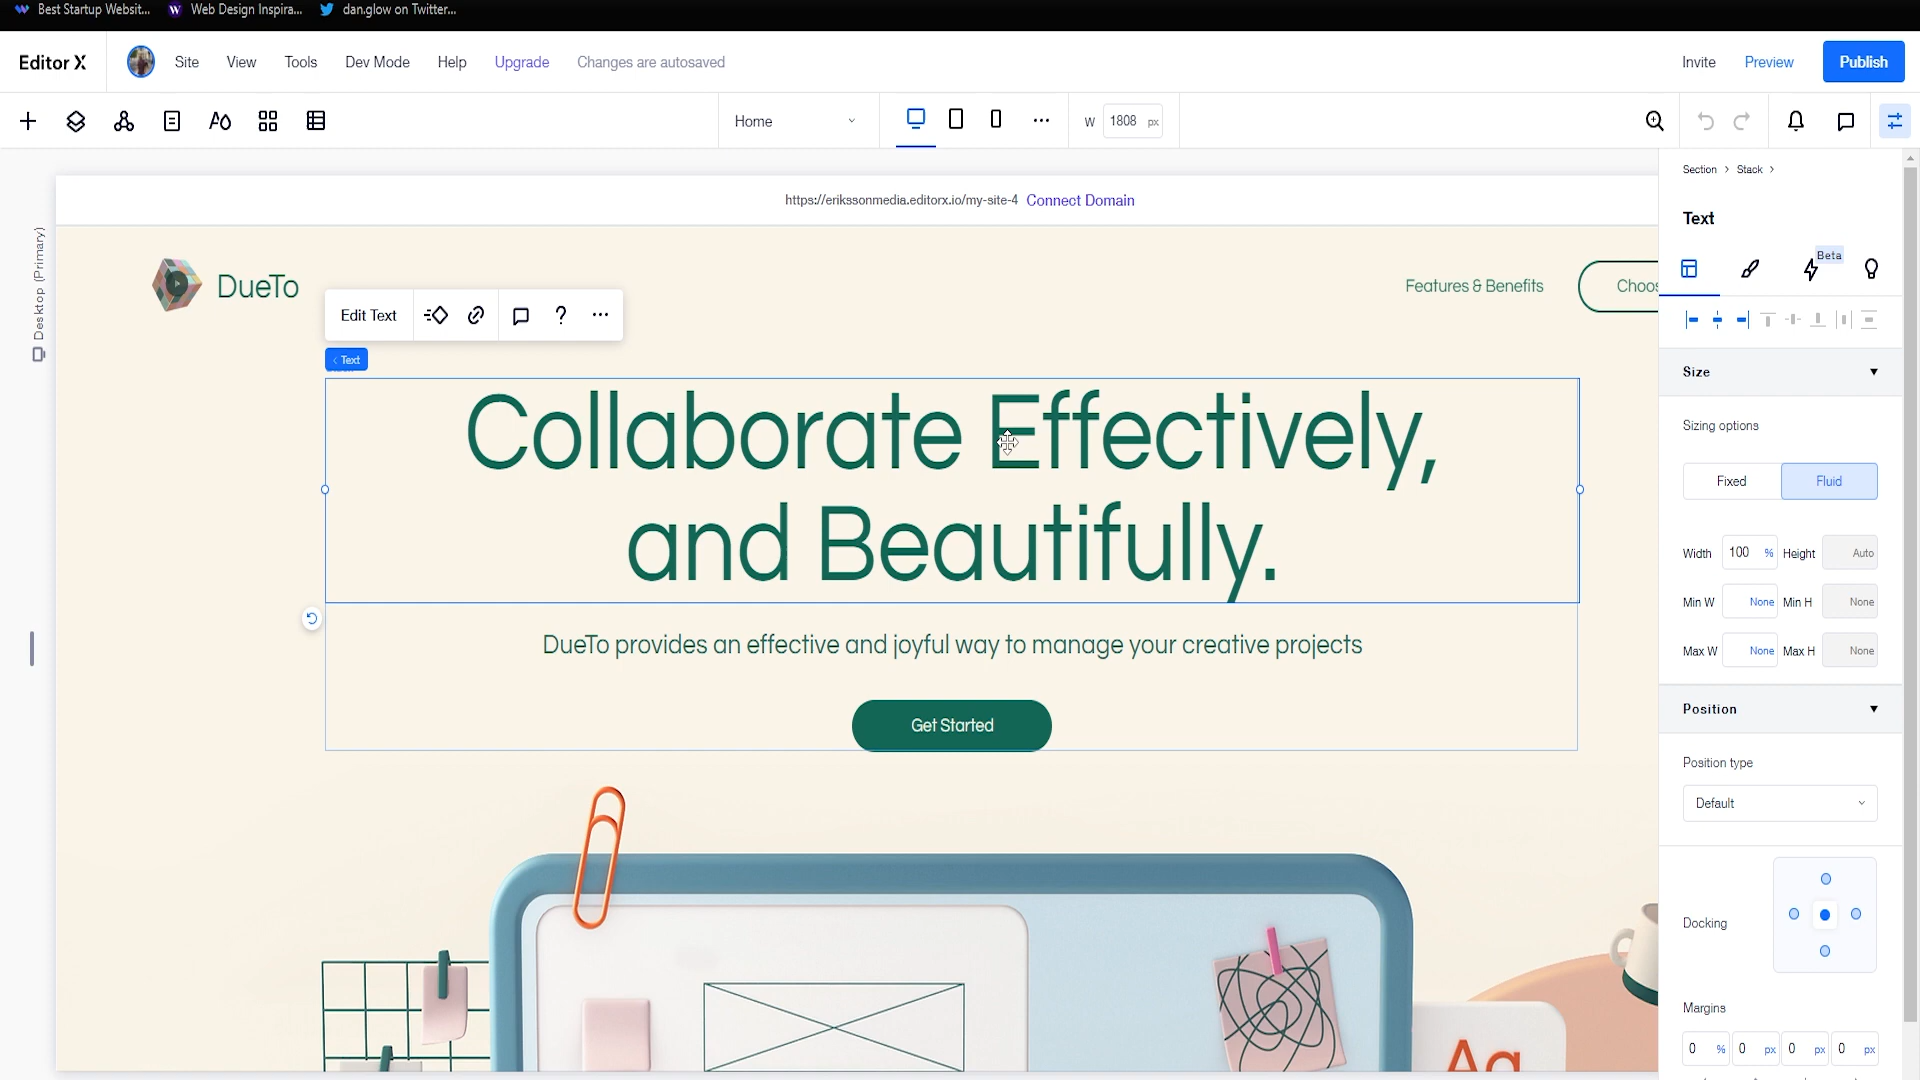 Best Startup Websit... Web Design Inspira... dan.glow on Twitter...
Editor X Site View Tools Dev Mode Help Upgrade Changes are autosaved Invite Preview Publish
Home W 1808 px
https://erikssonmedia.editorx.io/my-site-4 Connect Domain
Desktop (Primary)
DueTo Features & Benefits Choos
Edit Text
< Text
Collaborate Effectively,
and Beautifully.
DueTo provides an effective and joyful way to manage your creative projects
Get Started
Aa
Section > Stack >
Text
Beta
Size
Sizing options
Fixed Fluid
Width 100 % Height Auto
Min W None Min H None
Max W None Max H None
Position
Position type
Default
Docking
Margins
0 % 0 px 0 px 0 px